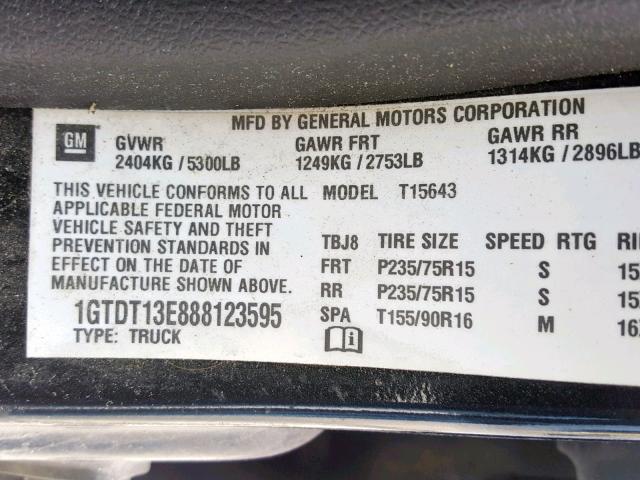 MFD BY GENERAL MOTORS CORPORATION
GM GVWR GAWR FRT GAWR RR
2404KG / 5300LB 1249KG / 2753LB 1314KG / 2896LB
THIS VEHICLE CONFORMS TO ALL MODEL T15643
APPLICABLE FEDERAL MOTOR
VEHICLE SAFETY AND THEFT
PREVENTION STANDARDS IN TBJ8 TIRE SIZE SPEED RTG
EFFECT ON THE DATE OF FRT P235/75R15 S
MANUFACTURE SHOWN ABOVE. RR P235/75R15 S
1GTDT13E888123595 SPA T155/90R16 M
TYPE: TRUCK